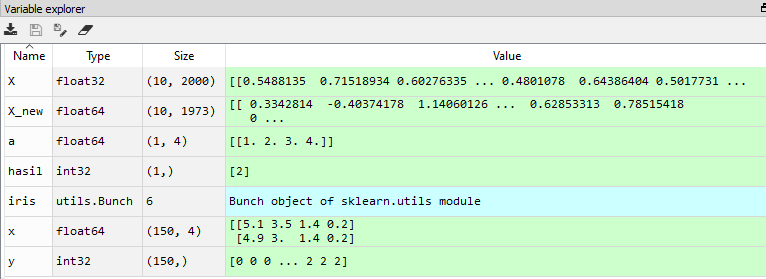 Variable explorer
Name Type Size Value
X float32 (10, 2000) [[0.5488135 0.71518934 0.60276335 ... 0.4801078 0.64386404 0.5017731 ...
X_new float64 (10, 1973) [[ 0.3342814 -0.40374178 1.14060126 ... 0.62853313 0.78515418
0 ...
a float64 (1, 4) [[1. 2. 3. 4.]]
hasil int32 (1,) [2]
iris utils.Bunch 6 Bunch object of sklearn.utils module
x float64 (150, 4) [[5.1 3.5 1.4 0.2]
[4.9 3. 1.4 0.2]
y int32 (150,) [0 0 0 ... 2 2 2]